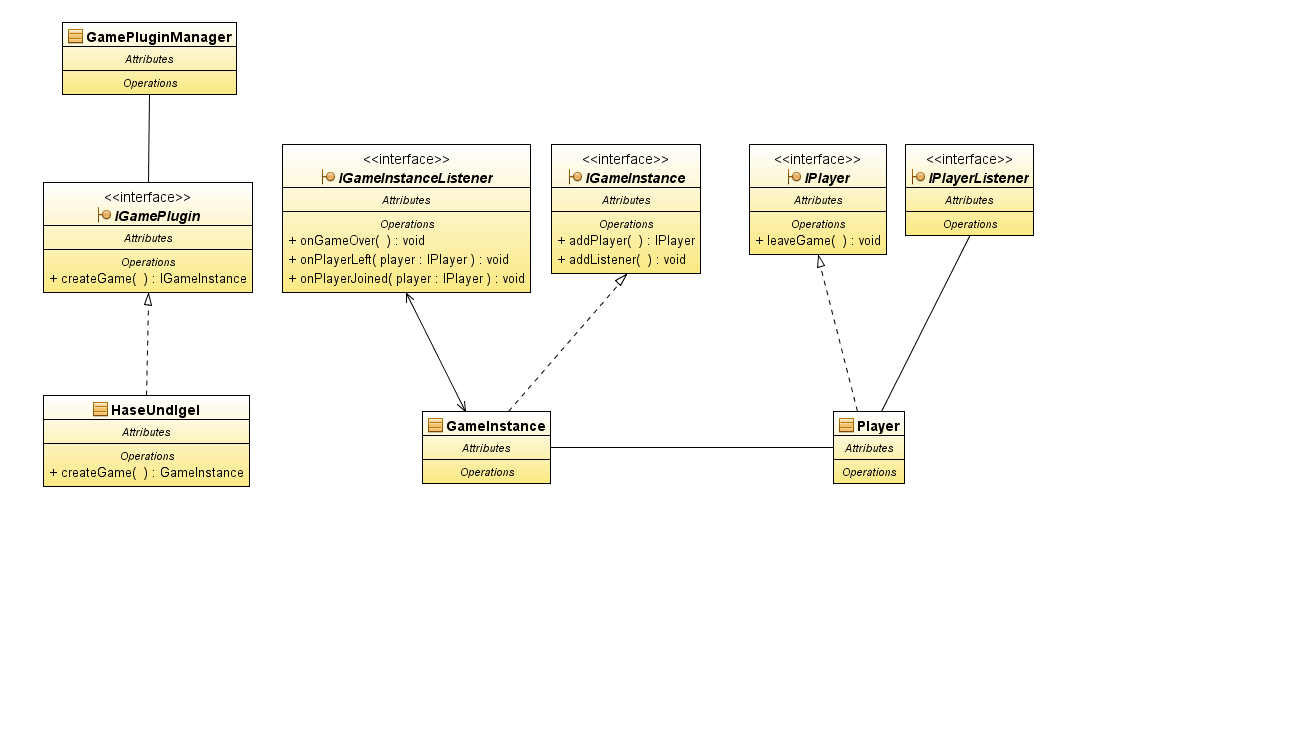 GamePluginManager
Attributes
Operations
<<interface>>
IGamePlugin
Attributes
Operations
+ createGame(  ) : IGameInstance
HaseUndIgel
Attributes
Operations
+ createGame(  ) : GameInstance
<<interface>>
IGameInstanceListener
Attributes
Operations
+ onGameOver(  ) : void
+ onPlayerLeft( player : IPlayer ) : void
+ onPlayerJoined( player : IPlayer ) : void
<<interface>>
IGameInstance
Attributes
Operations
+ addPlayer(  ) : IPlayer
+ addListener(  ) : void
<<interface>>
IPlayer
Attributes
Operations
+ leaveGame(  ) : void
<<interface>>
IPlayerListener
Attributes
Operations
GameInstance
Attributes
Operations
Player
Attributes
Operations